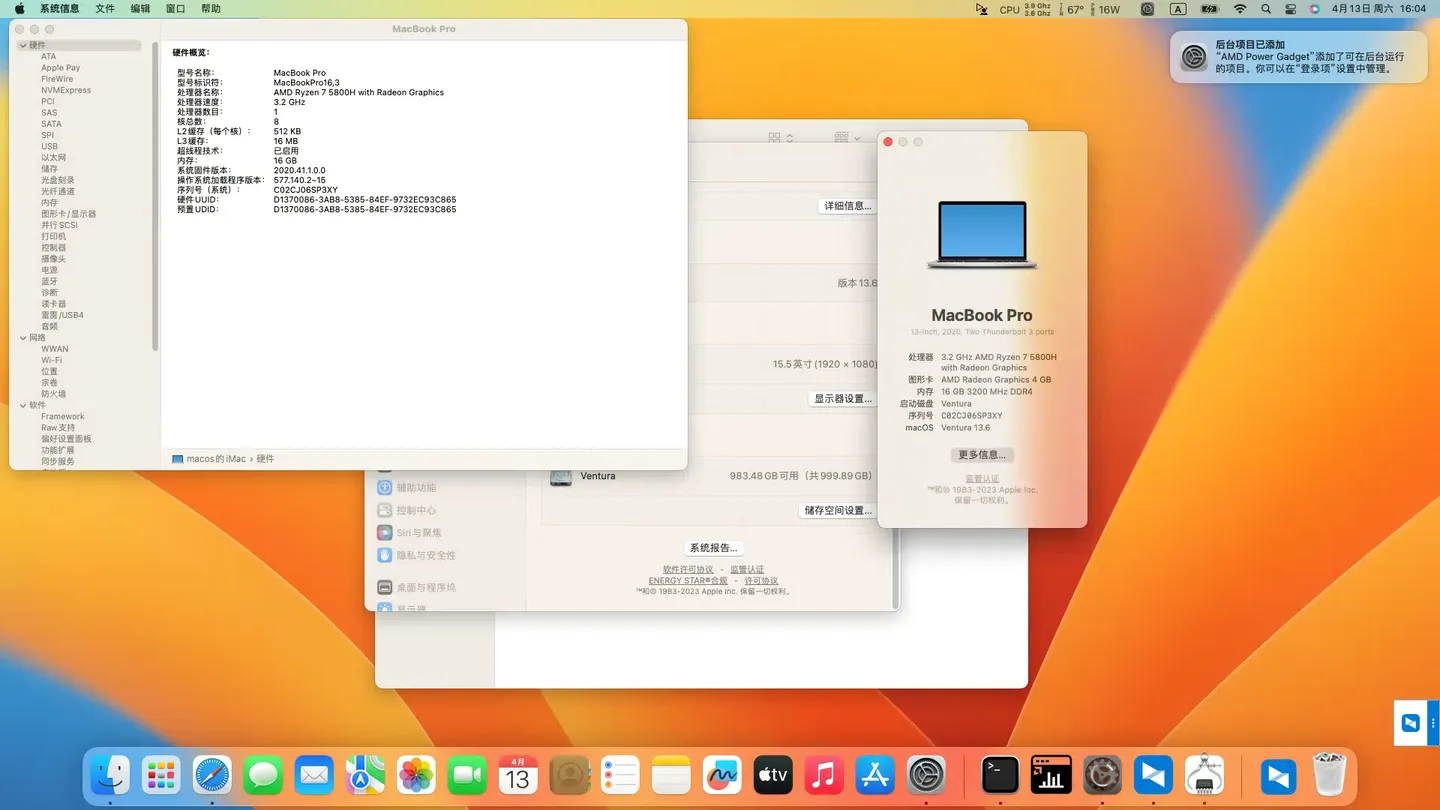 系统信息 文件 编辑 窗口 帮助
CPU 3.9 Ghz 3.6 Ghz 67° 16W A 4月13日 周六 16:04
后台项目已添加
“AMD Power Gadget”添加了可在后台运行
的项目。你可以在“登录项”设置中管理。
MacBook Pro
硬件
ATA
Apple Pay
FireWire
NVMExpress
PCI
SAS
SATA
SPI
USB
以太网
储存
光盘刻录
光纤通道
内存
图形卡/显示器
并行 SCSI
打印机
控制器
摄像头
电源
蓝牙
诊断
读卡器
雷雳/USB4
音频
网络
WWAN
Wi-Fi
位置
宗卷
防火墙
软件
Framework
Raw 支持
偏好设置面板
功能扩展
同步服务
硬件概览：
型号名称： MacBook Pro
型号标识符： MacBookPro16,3
处理器名称： AMD Ryzen 7 5800H with Radeon Graphics
处理器速度： 3.2 GHz
处理器数目： 1
核总数： 8
L2 缓存（每个核）： 512 KB
L3 缓存： 16 MB
超线程技术： 已启用
内存： 16 GB
系统固件版本： 2020.41.1.0.0
操作系统加载程序版本： 577.140.2~15
序列号（系统）： C02CJ06SP3XY
硬件 UUID： D1370086-3AB8-5385-84EF-9732EC93C865
预置 UDID： D1370086-3AB8-5385-84EF-9732EC93C865
macos的 iMac › 硬件
详细信息...
版本 13.6
15.5 英寸 (1920 × 1080)
显示器设置...
Ventura 983.48 GB 可用（共 999.89 GB）
储存空间设置...
系统报告...
软件许可协议 - 监管认证
ENERGY STAR®合规 - 许可协议
™和© 1983-2023 Apple Inc. 保留一切权利。
辅助功能
控制中心
Siri 与聚焦
隐私与安全性
桌面与程序坞
显示器
MacBook Pro
13-inch, 2020, Two Thunderbolt 3 ports
处理器 3.2 GHz AMD Ryzen 7 5800H
with Radeon Graphics
图形卡 AMD Radeon Graphics 4 GB
内存 16 GB 3200 MHz DDR4
启动磁盘 Ventura
序列号 C02CJ06SP3XY
macOS Ventura 13.6
更多信息...
监管认证
™和© 1983-2023 Apple Inc.
保留一切权利。
4月
13
tv